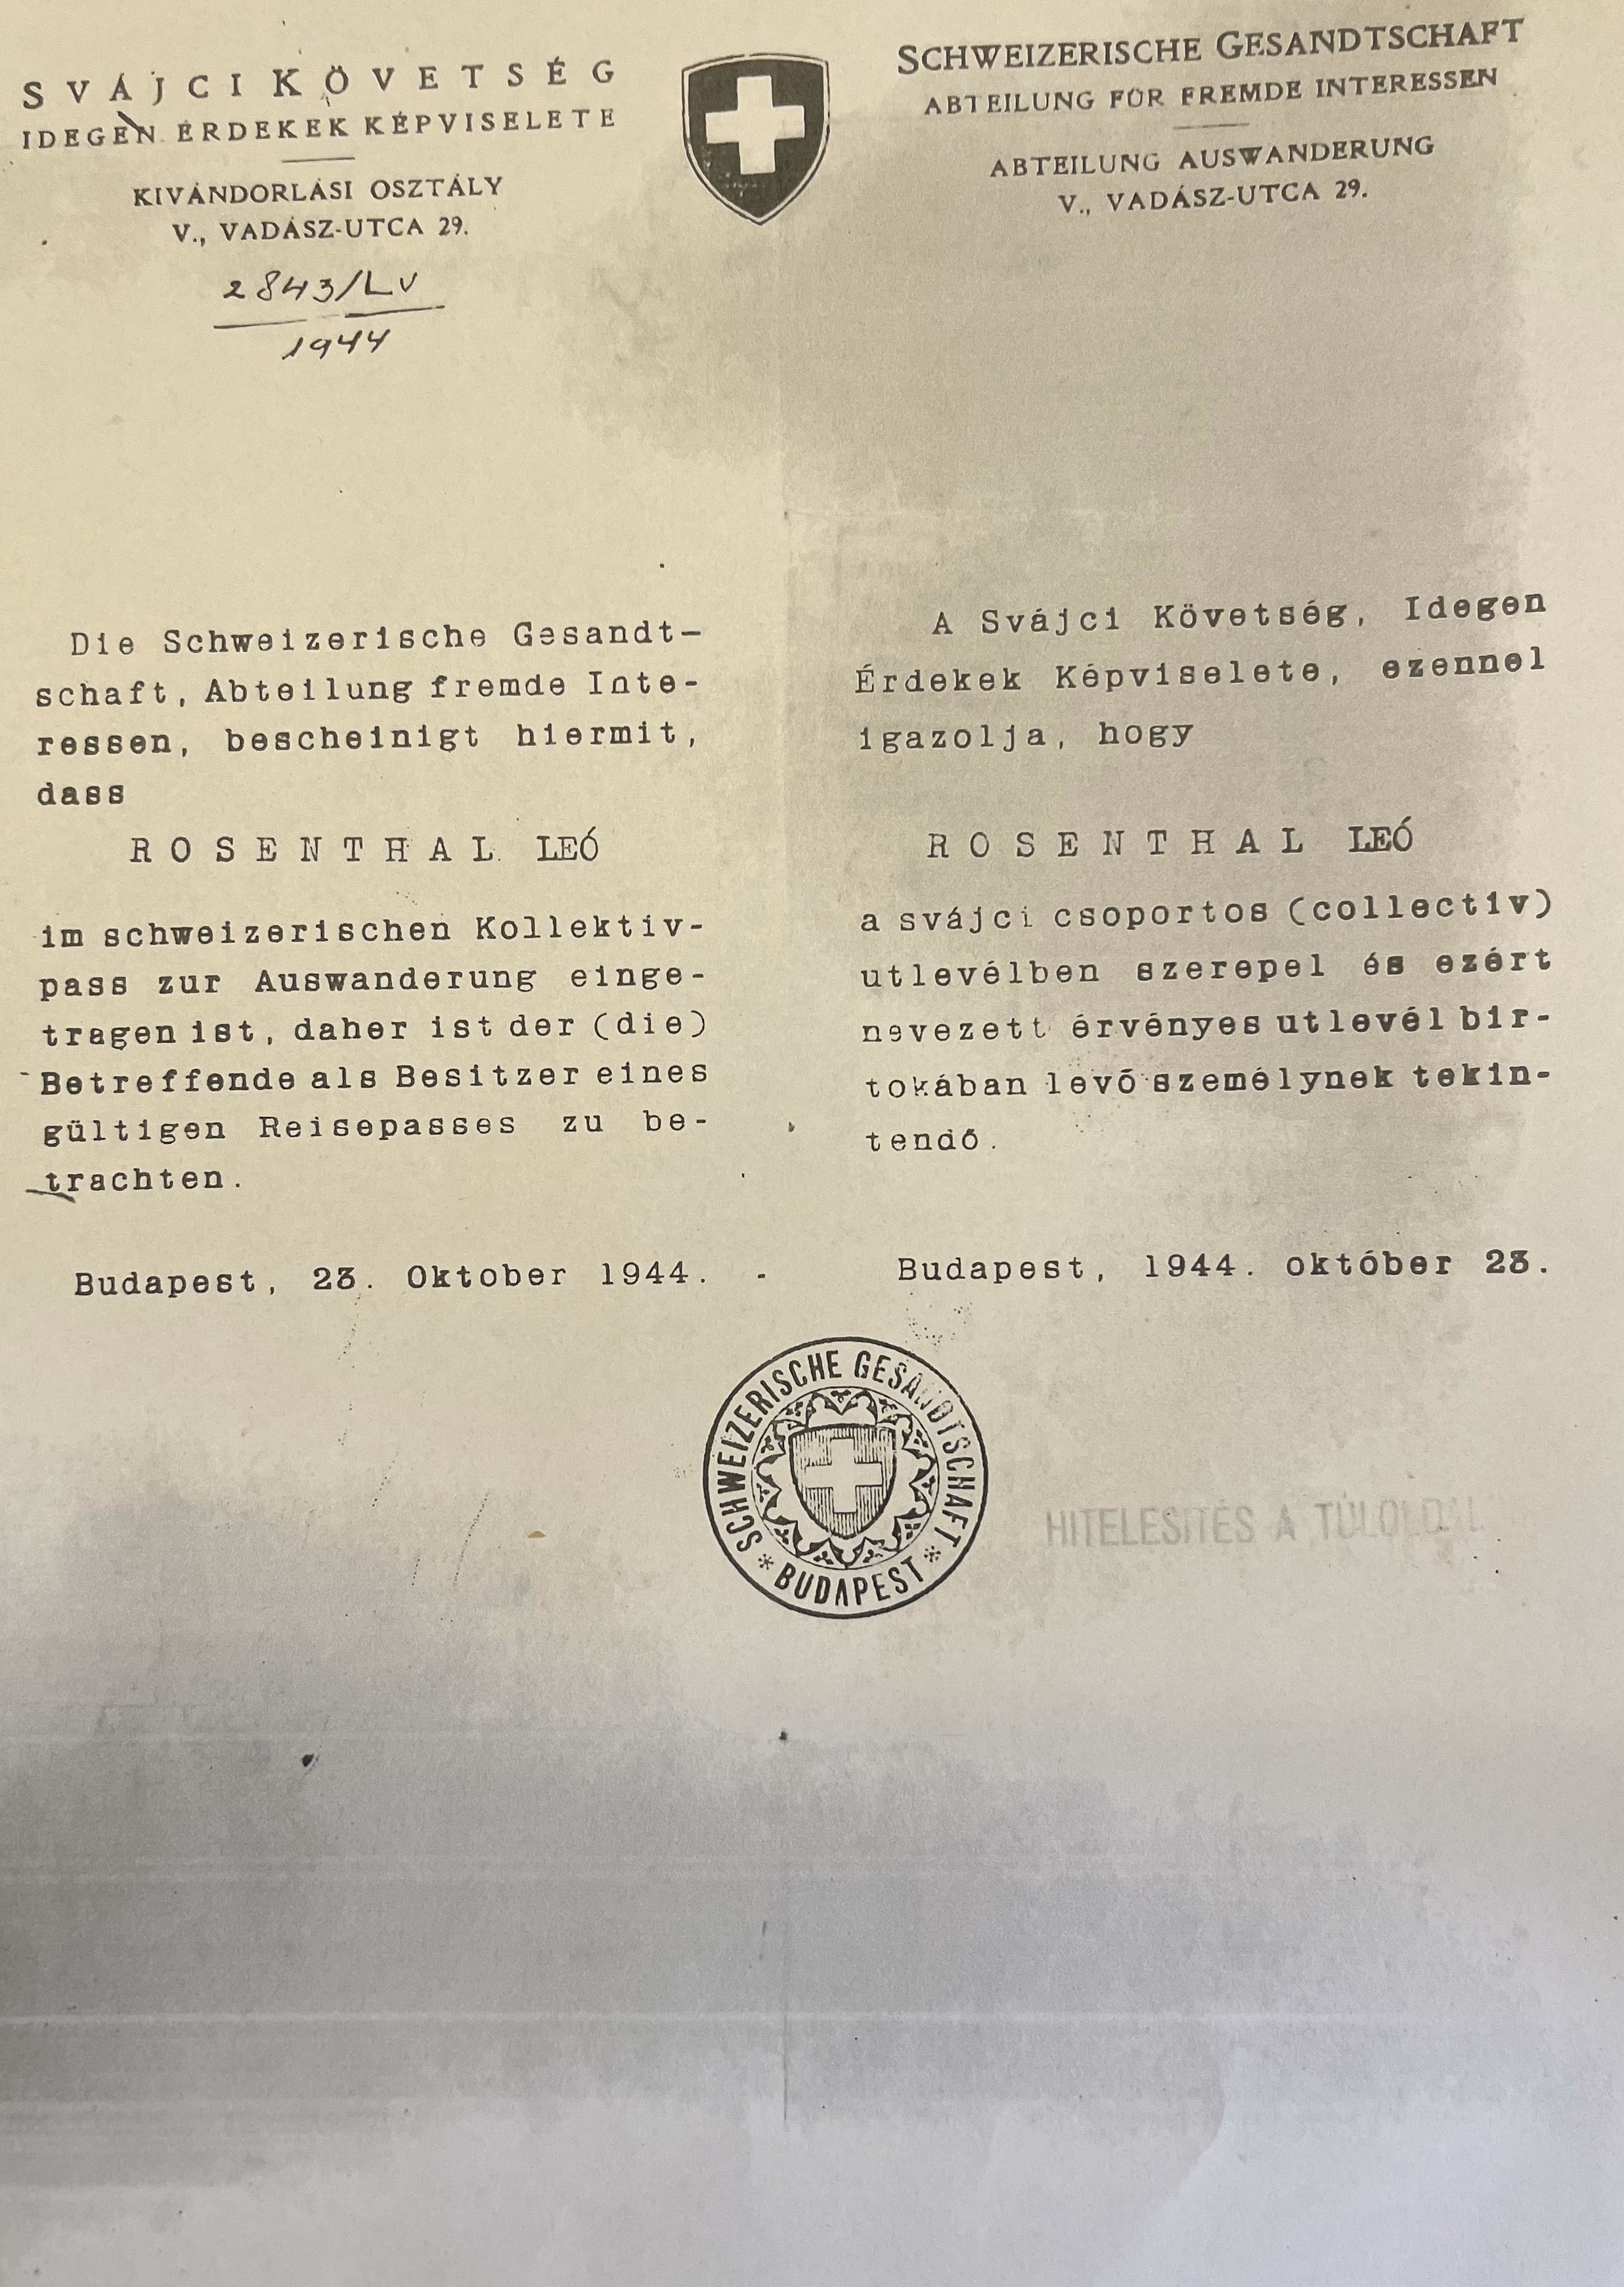 SVÁJCI KÖVETSÉG
IDEGEN ÉRDEKEK KÉPVISELETE
KIVÁNDORLÁSI OSZTÁLY
V., VADÁSZ-UTCA 29.
2843/LV
1944
SCHWEIZERISCHE GESANDTSCHAFT
ABTEILUNG FÜR FREMDE INTERESSEN
ABTEILUNG AUSWANDERUNG
V., VADÁSZ-UTCA 29.
Die Schweizerische Gesandt-
schaft, Abteilung fremde Inte-
ressen, bescheinigt hiermit,
dass
ROSENTHAL LEÓ
im schweizerischen Kollektiv-
pass zur Auswanderung einge-
tragen ist, daher ist der (die)
Betreffende als Besitzer eines
gültigen Reisepasses zu be-
trachten.
Budapest, 23. Oktober 1944.
A Svájci Követség, Idegen
Érdekek Képviselete, ezennel
igazolja, hogy
ROSENTHAL LEÓ
a svájci csoportos (collectiv)
utlevélben szerepel és ezért
nevezett érvényes utlevél bir-
tokában levő személynek tekin-
tendő.
Budapest, 1944. október 23.
SCHWEIZERISCHE GESANDTSCHAFT
* BUDAPEST *
HITELESITÉS A TÚLOLDAL